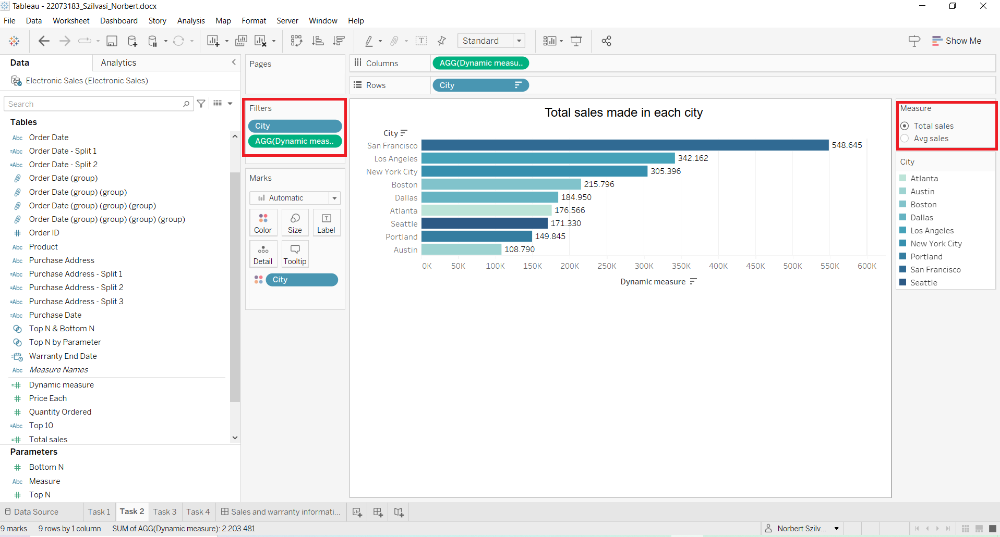 Tableau - 22073183_Szilvasi_Norbert.docx
File Data Worksheet Dashboard Story Analysis Map Format Server Window Help
Standard
Show Me
Data
Analytics
Electronic Sales (Electronic Sales)
Search
Tables
Abc Order Date
=Abc Order Date - Split 1
=Abc Order Date - Split 2
Order Date (group)
Order Date (group) (group)
Order Date (group) (group) (group)
Order Date (group) (group) (group) (group)
# Order ID
Abc Product
Abc Purchase Address
=Abc Purchase Address - Split 1
=Abc Purchase Address - Split 2
=Abc Purchase Address - Split 3
=Abc Purchase Date
Top N & Bottom N
Top N by Parameter
Warranty End Date
Abc Measure Names
=# Dynamic measure
# Price Each
# Quantity Ordered
=Abc Top 10
=# Total sales
Parameters
# Bottom N
Abc Measure
# Top N
Pages
Filters
City
AGG(Dynamic meas..
Marks
Automatic
Color
Size
T
Label
Detail
Tooltip
City
Columns
AGG(Dynamic measu..
Rows
City
Total sales made in each city
City
San Francisco 548.645
Los Angeles 342.162
New York City 305.396
Boston 215.796
Dallas 184.950
Atlanta 176.566
Seattle 171.330
Portland 149.845
Austin 108.790
0K 50K 100K 150K 200K 250K 300K 350K 400K 450K 500K 550K 600K
Dynamic measure
Measure
Total sales
Avg sales
City
Atlanta
Austin
Boston
Dallas
Los Angeles
New York City
Portland
San Francisco
Seattle
Data Source Task 1 Task 2 Task 3 Task 4 Sales and warranty informati...
9 marks 9 rows by 1 column SUM of AGG(Dynamic measure): 2.203.481
Norbert Szilv...